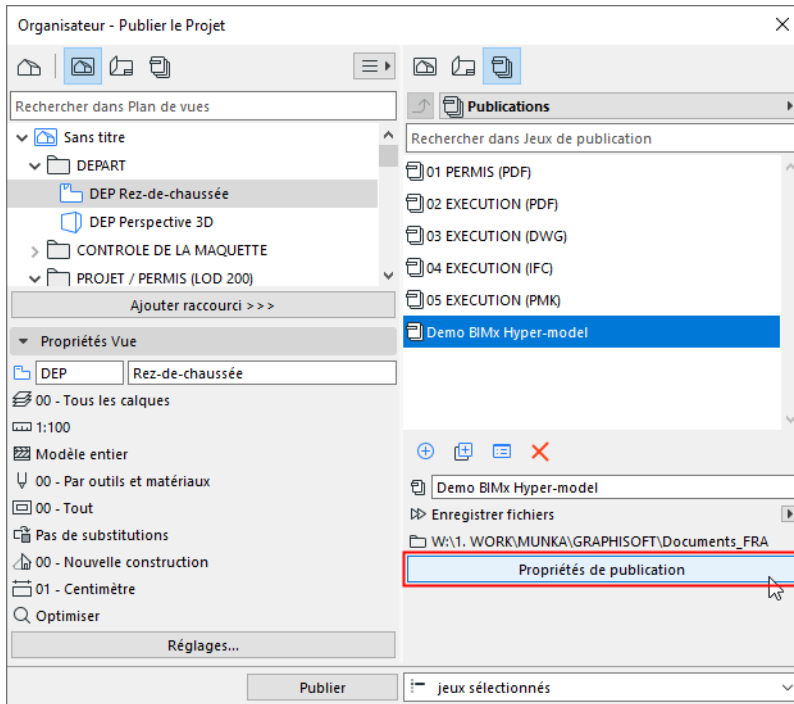 Organisateur - Publier le Projet
Rechercher dans Plan de vues
Sans titre
DEPART
DEP Rez-de-chaussée
DEP Perspective 3D
CONTROLE DE LA MAQUETTE
PROJET / PERMIS (LOD 200)
Ajouter raccourci >>>
Propriétés Vue
DEP
Rez-de-chaussée
00 - Tous les calques
1:100
Modèle entier
00 - Par outils et matériaux
00 - Tout
Pas de substitutions
00 - Nouvelle construction
01 - Centimètre
Optimiser
Réglages...
Publications
Rechercher dans Jeux de publication
01 PERMIS (PDF)
02 EXECUTION (PDF)
03 EXECUTION (DWG)
04 EXECUTION (IFC)
05 EXECUTION (PMK)
Demo BIMx Hyper-model
Demo BIMx Hyper-model
Enregistrer fichiers
W:\1. WORK\MUNKA\GRAPHISOFT\Documents_FRA
Propriétés de publication
Publier
jeux sélectionnés